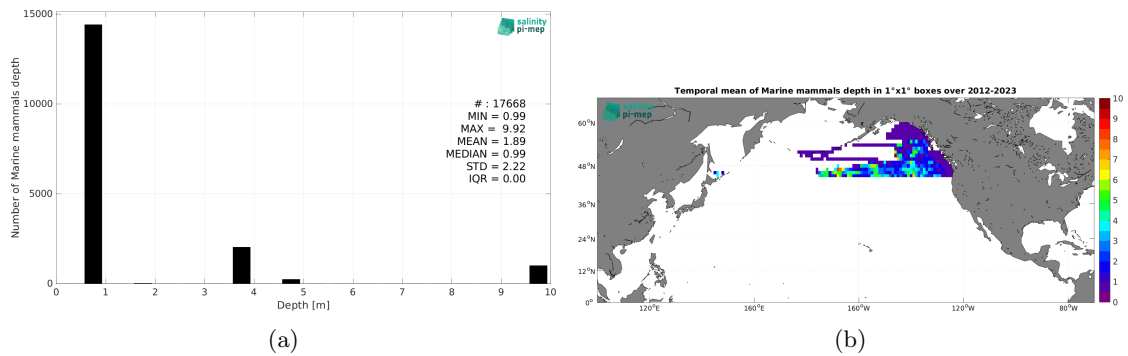 15000
10000
5000
0
Number of Marine mammals depth
salinity
pi-mep
# : 17668
MIN = 0.99
MAX = 9.92
MEAN = 1.89
MEDIAN = 0.99
STD = 2.22
IQR = 0.00
0 1 2 3 4 5 6 7 8 9 10
Depth [m]
(a)
Temporal mean of Marine mammals depth in 1°x1° boxes over 2012-2023
salinity
pi-mep
60°N
48°N
36°N
24°N
12°N
0°
120°E 160°E 160°W 120°W 80°W
10
9
8
7
6
5
4
3
2
1
0
(b)